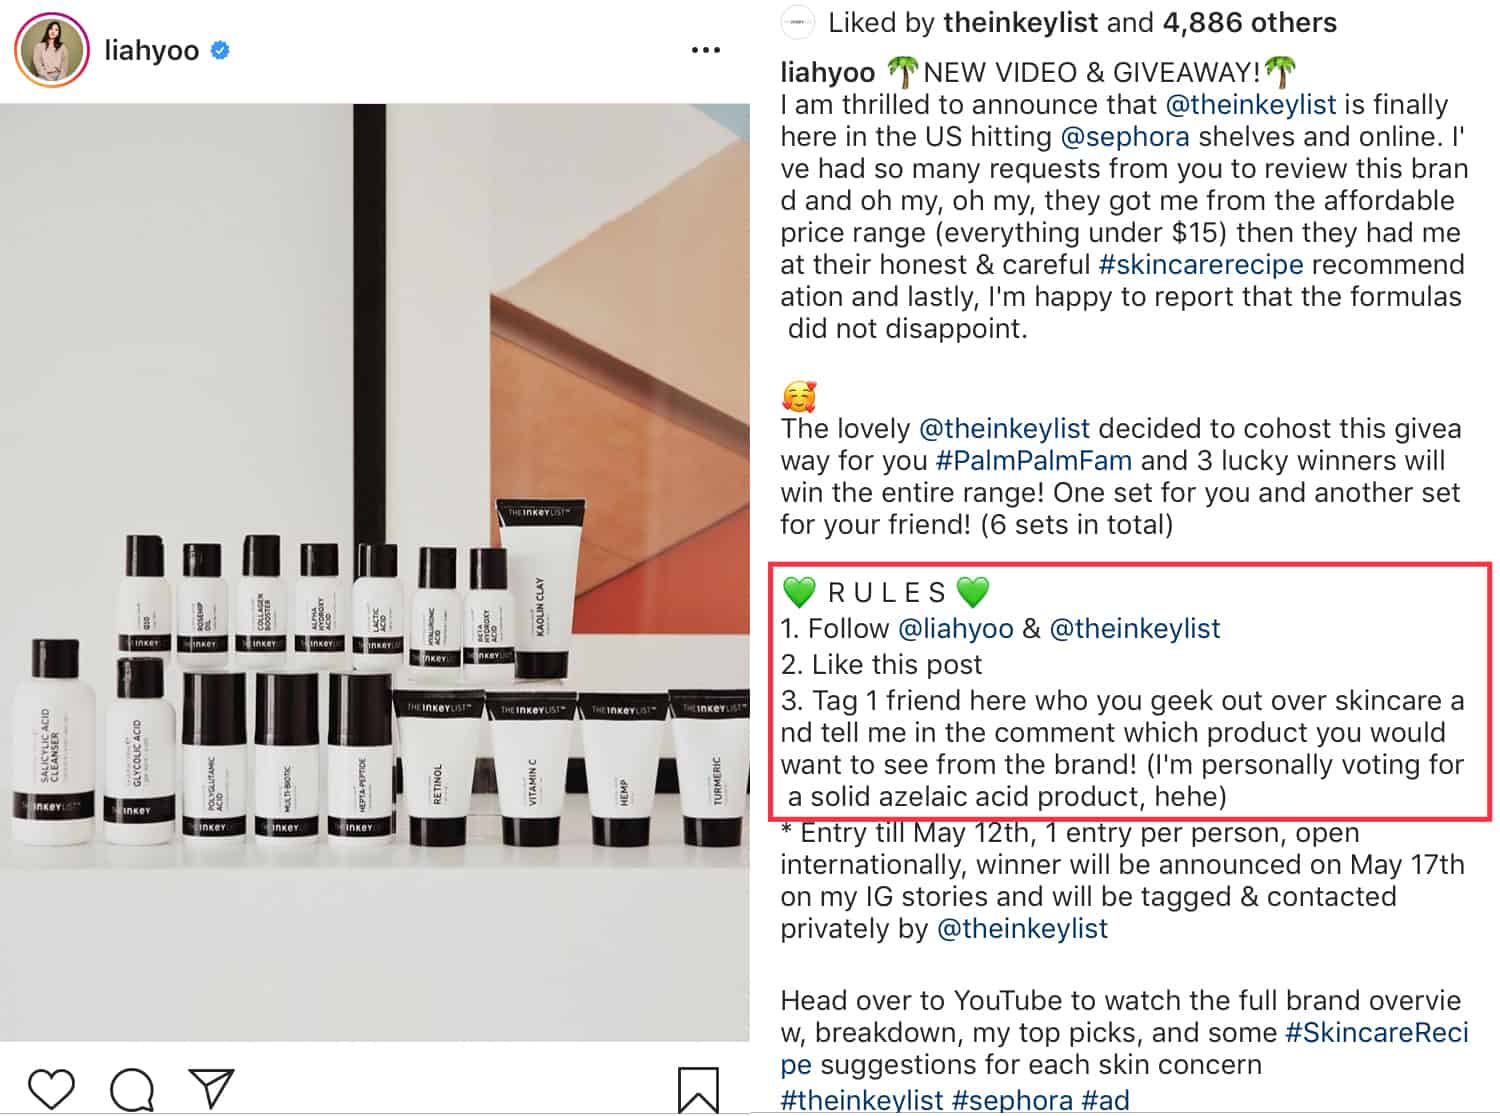 liahyoo
THE INKEY LIST™
KAOLIN CLAY
Q10
THE INKEY
ROSEHIP
OIL
THE INKEY
COLLAGEN
BOOSTER
THE INKEY
ALPHA
HYDROXY
ACID
THE INKEY
LACTIC
ACID
THE INKEY
HYALURONIC
ACID
THE INKEY
BETA
HYDROXY
ACID
THE INKEY
SALICYLIC ACID
CLEANSER
THE INKEY LIST
GLYCOLIC ACID
INKEY
POLYGLUTAMIC
ACID
THE INKEY
MULTI-BIOTIC
THE INKEY
HEPTA-PEPTIDE
THE INKEY
THE INKEY LIST™
RETINOL
THE INKEY LIST™
VITAMIN C
THE INKEY LIST™
HEMP
THE INKEY LIST™
TURMERIC
Liked by theinkeylist and 4,886 others
liahyoo 🌴NEW VIDEO & GIVEAWAY!🌴
I am thrilled to announce that @theinkeylist is finally
here in the US hitting @sephora shelves and online. I'
ve had so many requests from you to review this bran
d and oh my, oh my, they got me from the affordable
price range (everything under $15) then they had me
at their honest & careful #skincarerecipe recommend
ation and lastly, I'm happy to report that the formulas
did not disappoint.
🥰
The lovely @theinkeylist decided to cohost this givea
way for you #PalmPalmFam and 3 lucky winners will
win the entire range! One set for you and another set
for your friend! (6 sets in total)
💚 R U L E S 💚
1. Follow @liahyoo & @theinkeylist
2. Like this post
3. Tag 1 friend here who you geek out over skincare a
nd tell me in the comment which product you would
want to see from the brand! (I'm personally voting for
a solid azelaic acid product, hehe)
* Entry till May 12th, 1 entry per person, open
internationally, winner will be announced on May 17th
on my IG stories and will be tagged & contacted
privately by @theinkeylist
Head over to YouTube to watch the full brand overvie
w, breakdown, my top picks, and some #SkincareReci
pe suggestions for each skin concern
#theinkeylist #sephora #ad